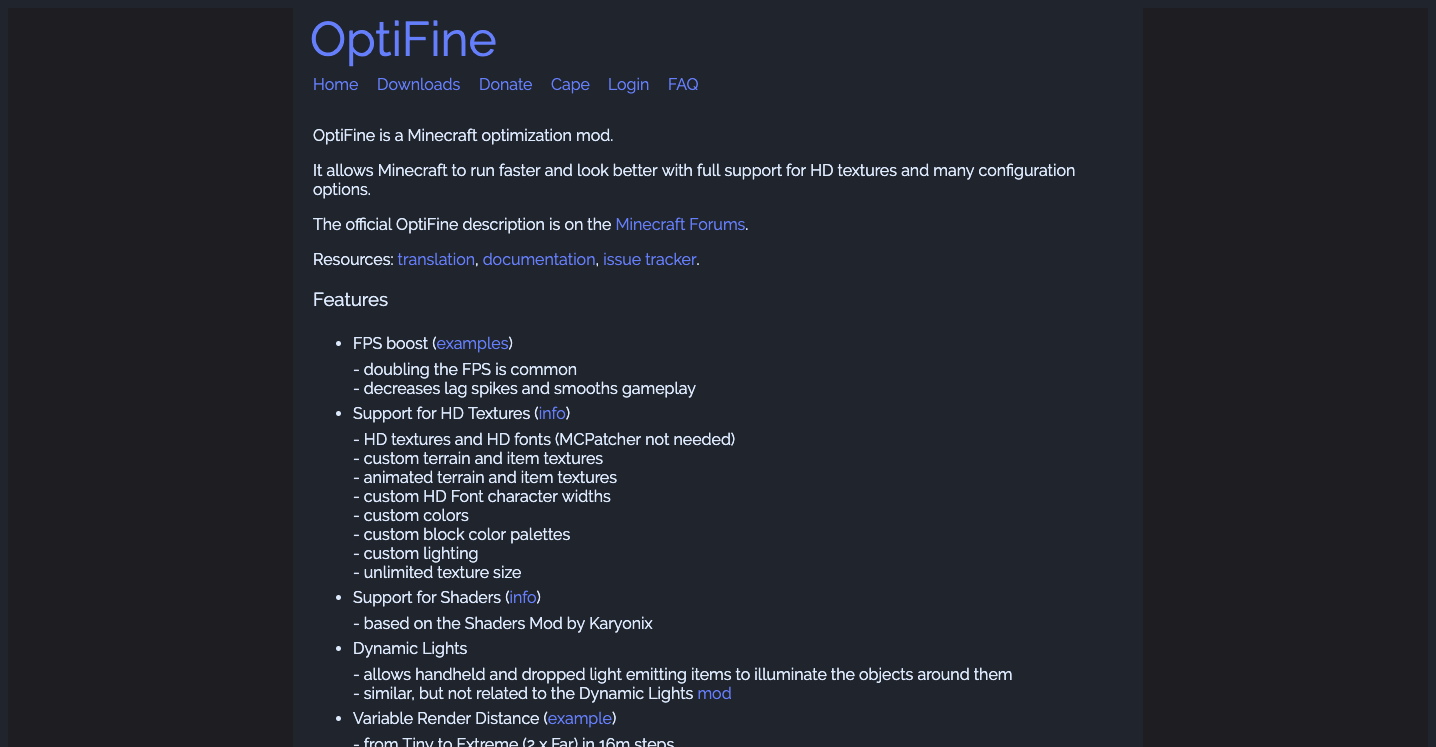 OptiFine
Home Downloads Donate Cape Login FAQ
OptiFine is a Minecraft optimization mod.
It allows Minecraft to run faster and look better with full support for HD textures and many configuration
options.
The official OptiFine description is on the Minecraft Forums.
Resources: translation, documentation, issue tracker.
Features
• FPS boost (examples)
- doubling the FPS is common
- decreases lag spikes and smooths gameplay
• Support for HD Textures (info)
- HD textures and HD fonts (MCPatcher not needed)
- custom terrain and item textures
- animated terrain and item textures
- custom HD Font character widths
- custom colors
- custom block color palettes
- custom lighting
- unlimited texture size
• Support for Shaders (info)
- based on the Shaders Mod by Karyonix
• Dynamic Lights
- allows handheld and dropped light emitting items to illuminate the objects around them
- similar, but not related to the Dynamic Lights mod
• Variable Render Distance (example)
- from Tiny to Extreme (2 x Far) in 16m steps